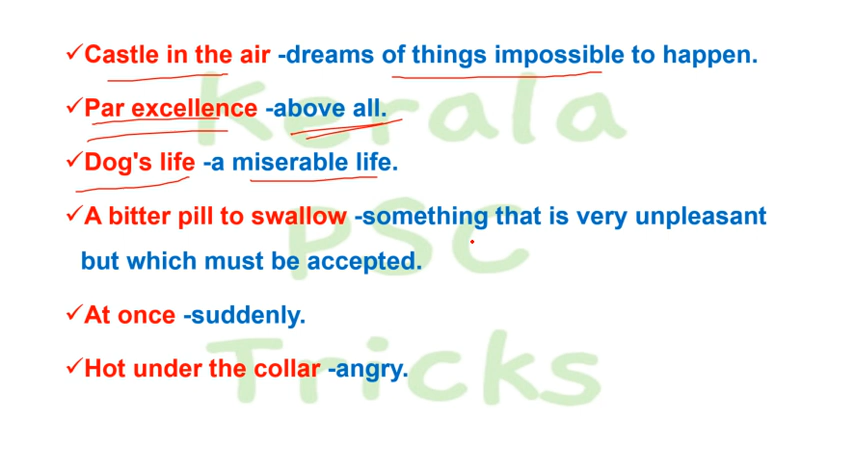 ✓Castle in the air -dreams of things impossible to happen.
✓Par excellence -above all.
✓Dog's life -a miserable life.
✓A bitter pill to swallow -something that is very unpleasant
but which must be accepted.
✓At once -suddenly.
✓Hot under the collar -angry.
Kerala
PSC
Tricks